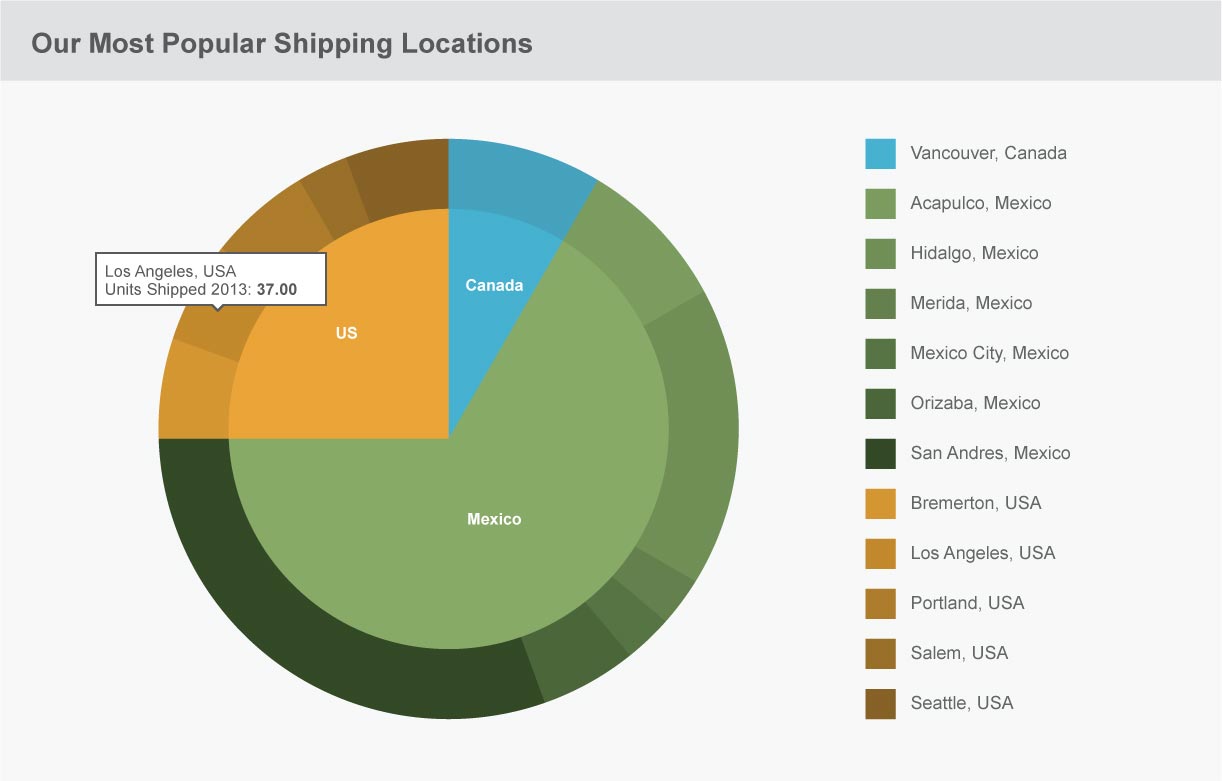 Our Most Popular Shipping Locations
Los Angeles, USA
Units Shipped 2013: 37.00
US
Canada
Mexico
Vancouver, Canada
Acapulco, Mexico
Hidalgo, Mexico
Merida, Mexico
Mexico City, Mexico
Orizaba, Mexico
San Andres, Mexico
Bremerton, USA
Los Angeles, USA
Portland, USA
Salem, USA
Seattle, USA